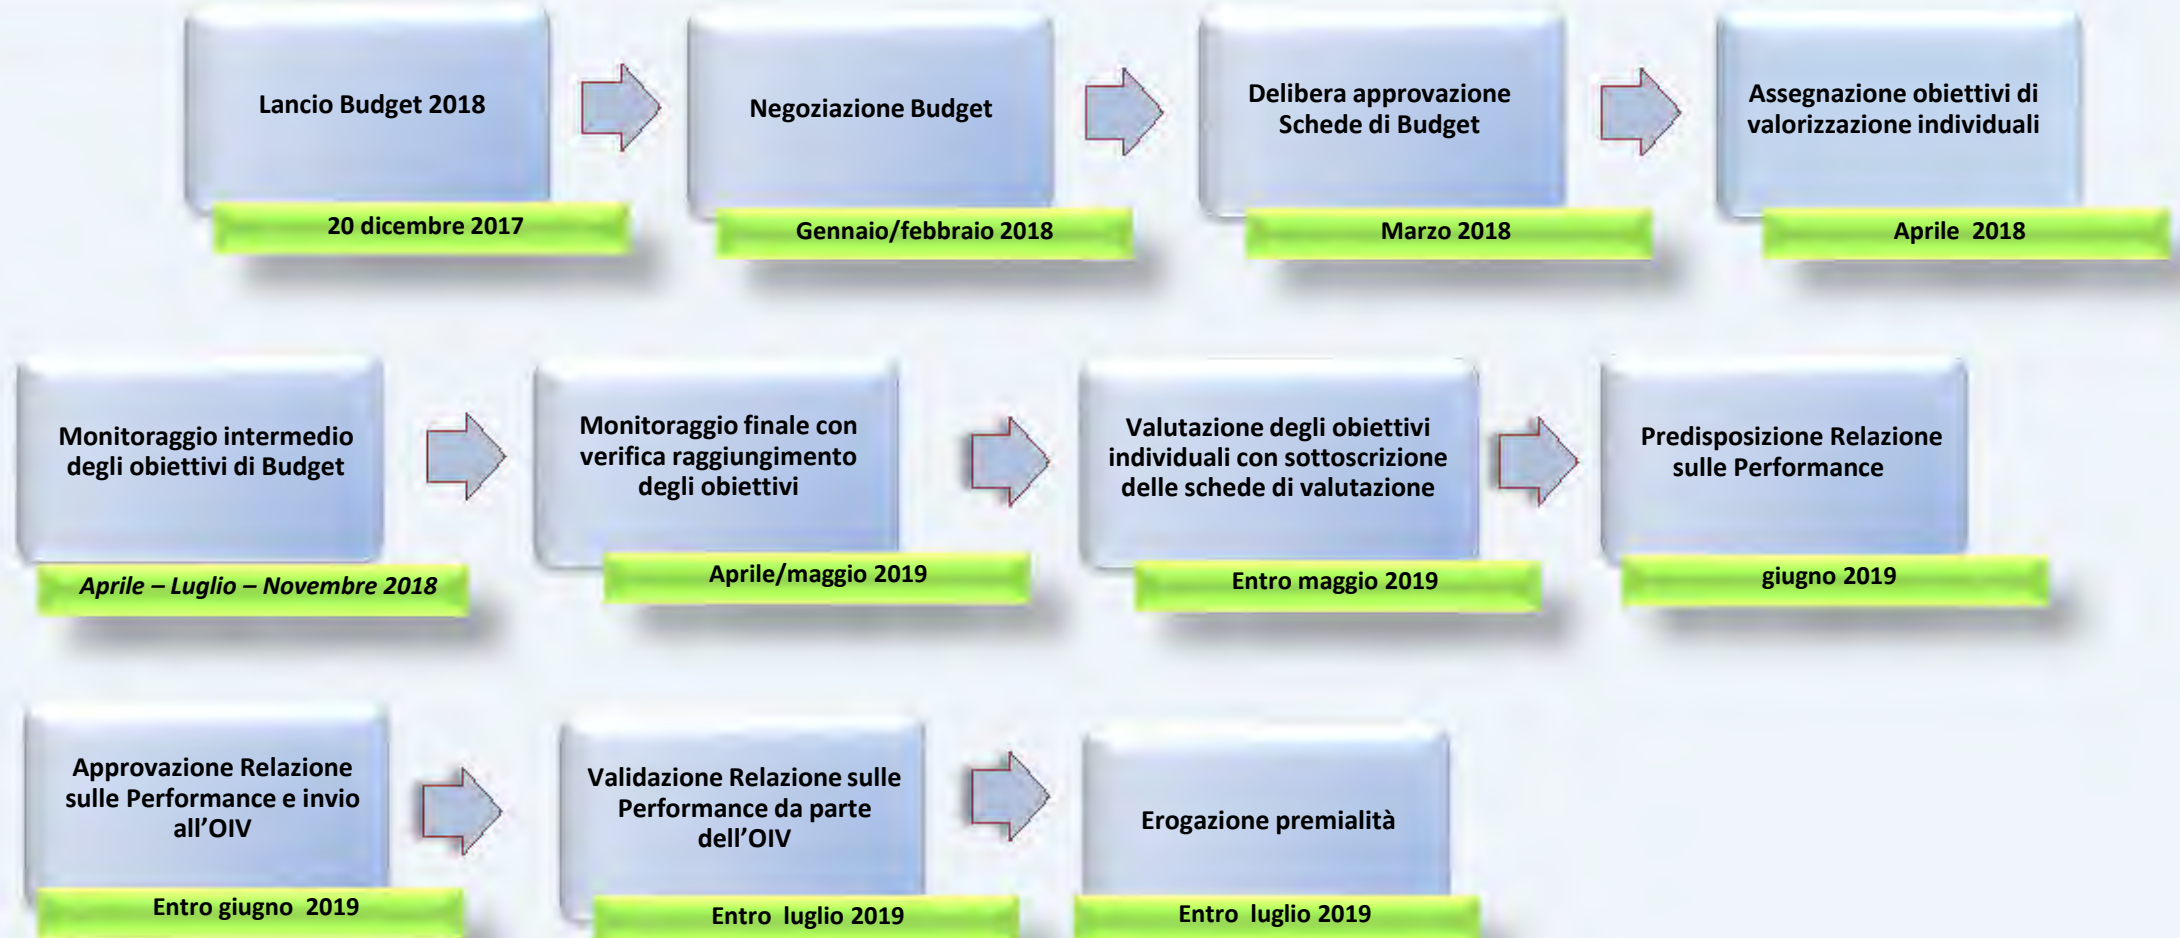 Lancio Budget 2018
20 dicembre 2017
Negoziazione Budget
Gennaio/febbraio 2018
Delibera approvazione
Schede di Budget
Marzo 2018
Assegnazione obiettivi di
valorizzazione individuali
Aprile 2018
Monitoraggio intermedio
degli obiettivi di Budget
Aprile – Luglio – Novembre 2018
Monitoraggio finale con
verifica raggiungimento
degli obiettivi
Aprile/maggio 2019
Valutazione degli obiettivi
individuali con sottoscrizione
delle schede di valutazione
Entro maggio 2019
Predisposizione Relazione
sulle Performance
giugno 2019
Approvazione Relazione
sulle Performance e invio
all’OIV
Entro giugno 2019
Validazione Relazione sulle
Performance da parte
dell’OIV
Entro luglio 2019
Erogazione premialità
Entro luglio 2019